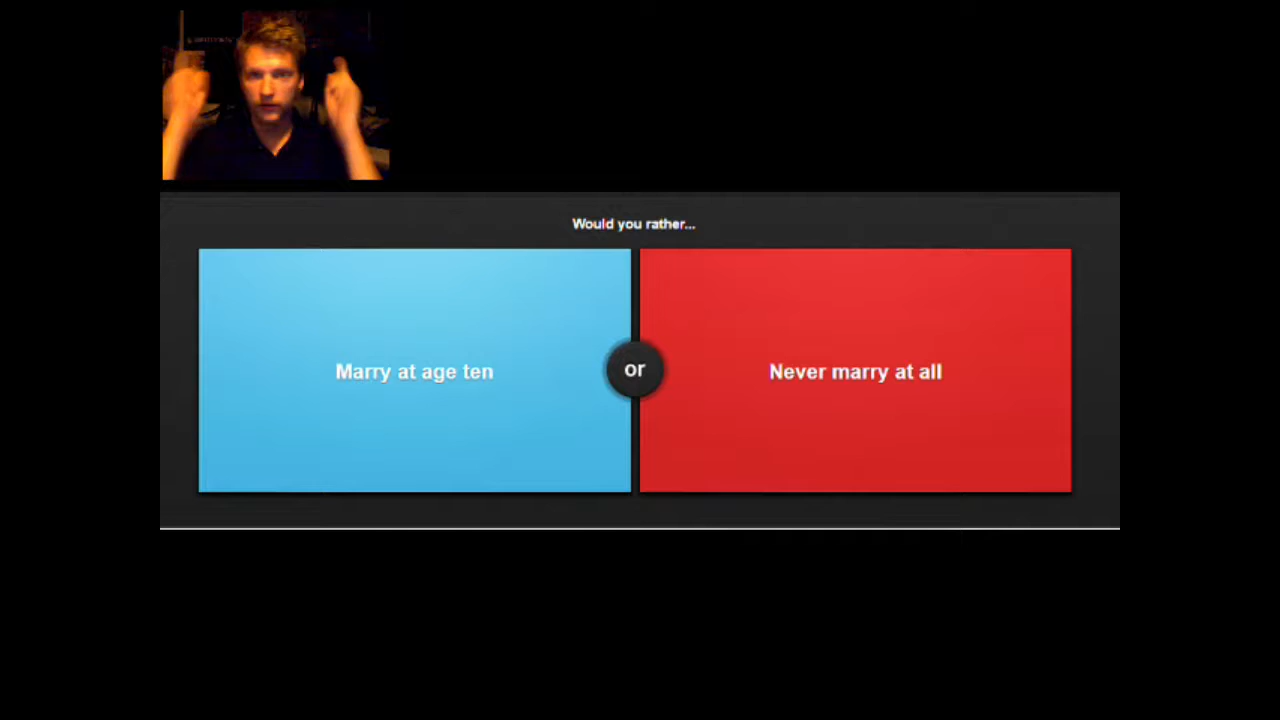 Would you rather...
Marry at age ten
or
Never marry at all